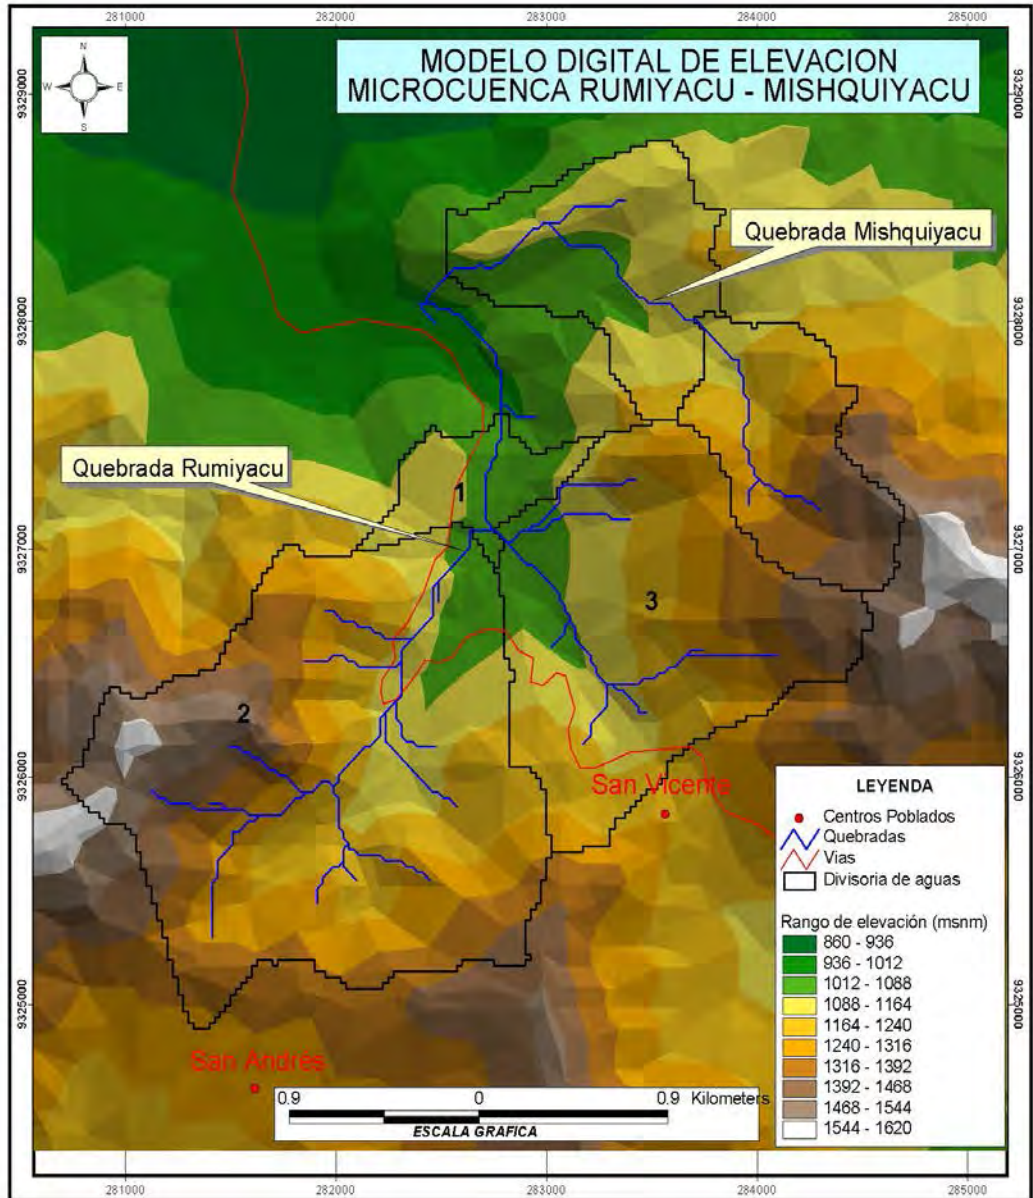 281000 282000 283000 284000 285000
N
W E
S
MODELO DIGITAL DE ELEVACION
MICROCUENCA RUMIYACU - MISHQUIYACU
9329000 9329000
Quebrada Mishquiyacu
9328000 9328000
Quebrada Rumiyacu
1
9327000 9327000
3
2
9326000 9326000
San Vicente
LEYENDA
Centros Poblados
Quebradas
Vias
Divisoria de aguas
Rango de elevación (msnm)
860 - 936
936 - 1012
1012 - 1088
1088 - 1164
1164 - 1240
1240 - 1316
1316 - 1392
1392 - 1468
1468 - 1544
1544 - 1620
9325000 9325000
San Andres
0.9 0 0.9 Kilometers
ESCALA GRAFICA
281000 282000 283000 284000 285000